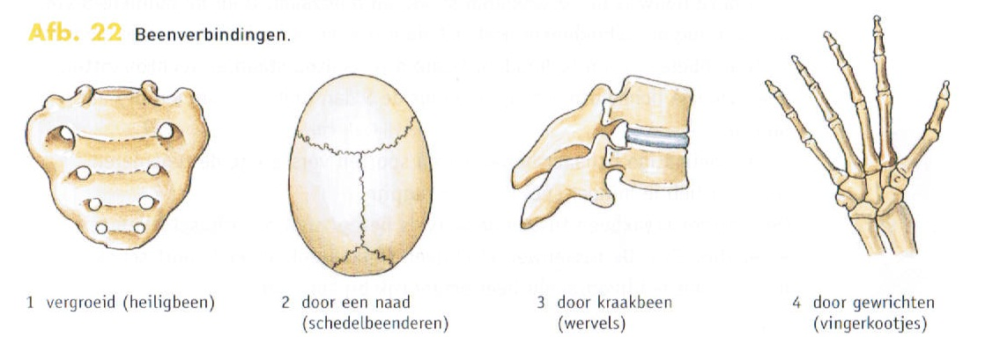 Afb. 22 Beenverbindingen.
1 vergroeid (heiligbeen)
2 door een naad
(schedelbeenderen)
3 door kraakbeen
(wervels)
4 door gewrichten
(vingerkootjes)